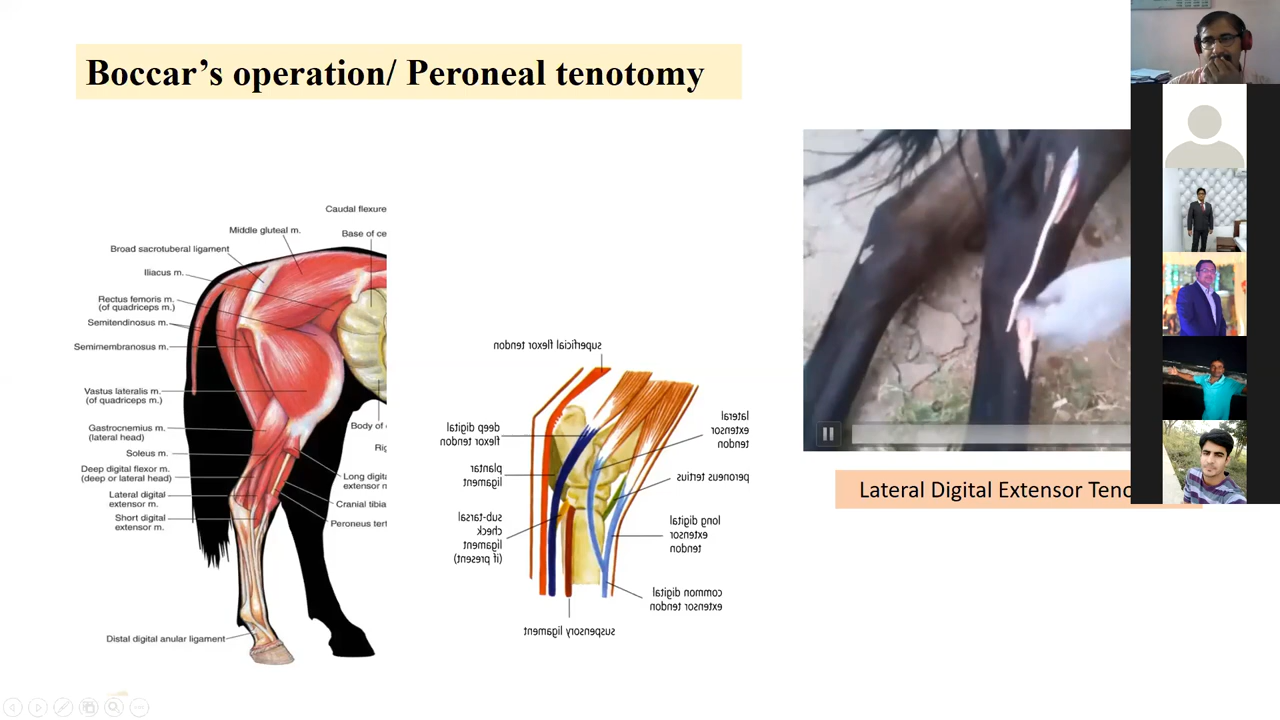 Boccar's operation/ Peroneal tenotomy
Caudal flexure
Middle gluteal m.
Base of ce
Broad sacrotuberal ligament
Iliacus m.
Rectus femoris m.
(of quadriceps m.)
Semitendinosus m.
Semimembranosus m.
Vastus lateralis m.
(of quadriceps m.)
Gastrocnemius m.
(lateral head)
Soleus m.
Deep digital flexor m.
(deep or lateral head)
Lateral digital
extensor m.
Short digital
extensor m.
Distal digital anular ligament
Body of
Rig
Long digita
extensor n
Cranial tibia
Peroneus tert
superficial flexor tendon
deep digital
flexor tendon
plantar
ligament
sub-tarsal
check
ligament
(if present)
suspensory ligament
lateral
extensor
tendon
peroneus tertius
long digital
extensor
tendon
common digital
extensor tendon
Lateral Digital Extensor Tend